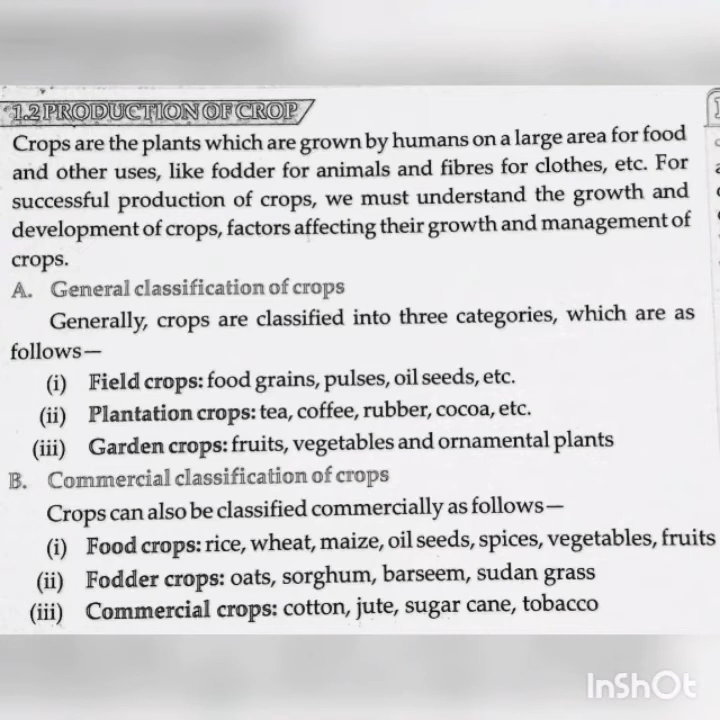 1.2 PRODUCTION OF CROP
Crops are the plants which are grown by humans on a large area for food
and other uses, like fodder for animals and fibres for clothes, etc. For
successful production of crops, we must understand the growth and
development of crops, factors affecting their growth and management of
crops.
A. General classification of crops
Generally, crops are classified into three categories, which are as
follows—
(i) Field crops: food grains, pulses, oil seeds, etc.
(ii) Plantation crops: tea, coffee, rubber, cocoa, etc.
(iii) Garden crops: fruits, vegetables and ornamental plants
B. Commercial classification of crops
Crops can also be classified commercially as follows—
(i) Food crops: rice, wheat, maize, oil seeds, spices, vegetables, fruits
(ii) Fodder crops: oats, sorghum, barseem, sudan grass
(iii) Commercial crops: cotton, jute, sugar cane, tobacco
InShOt